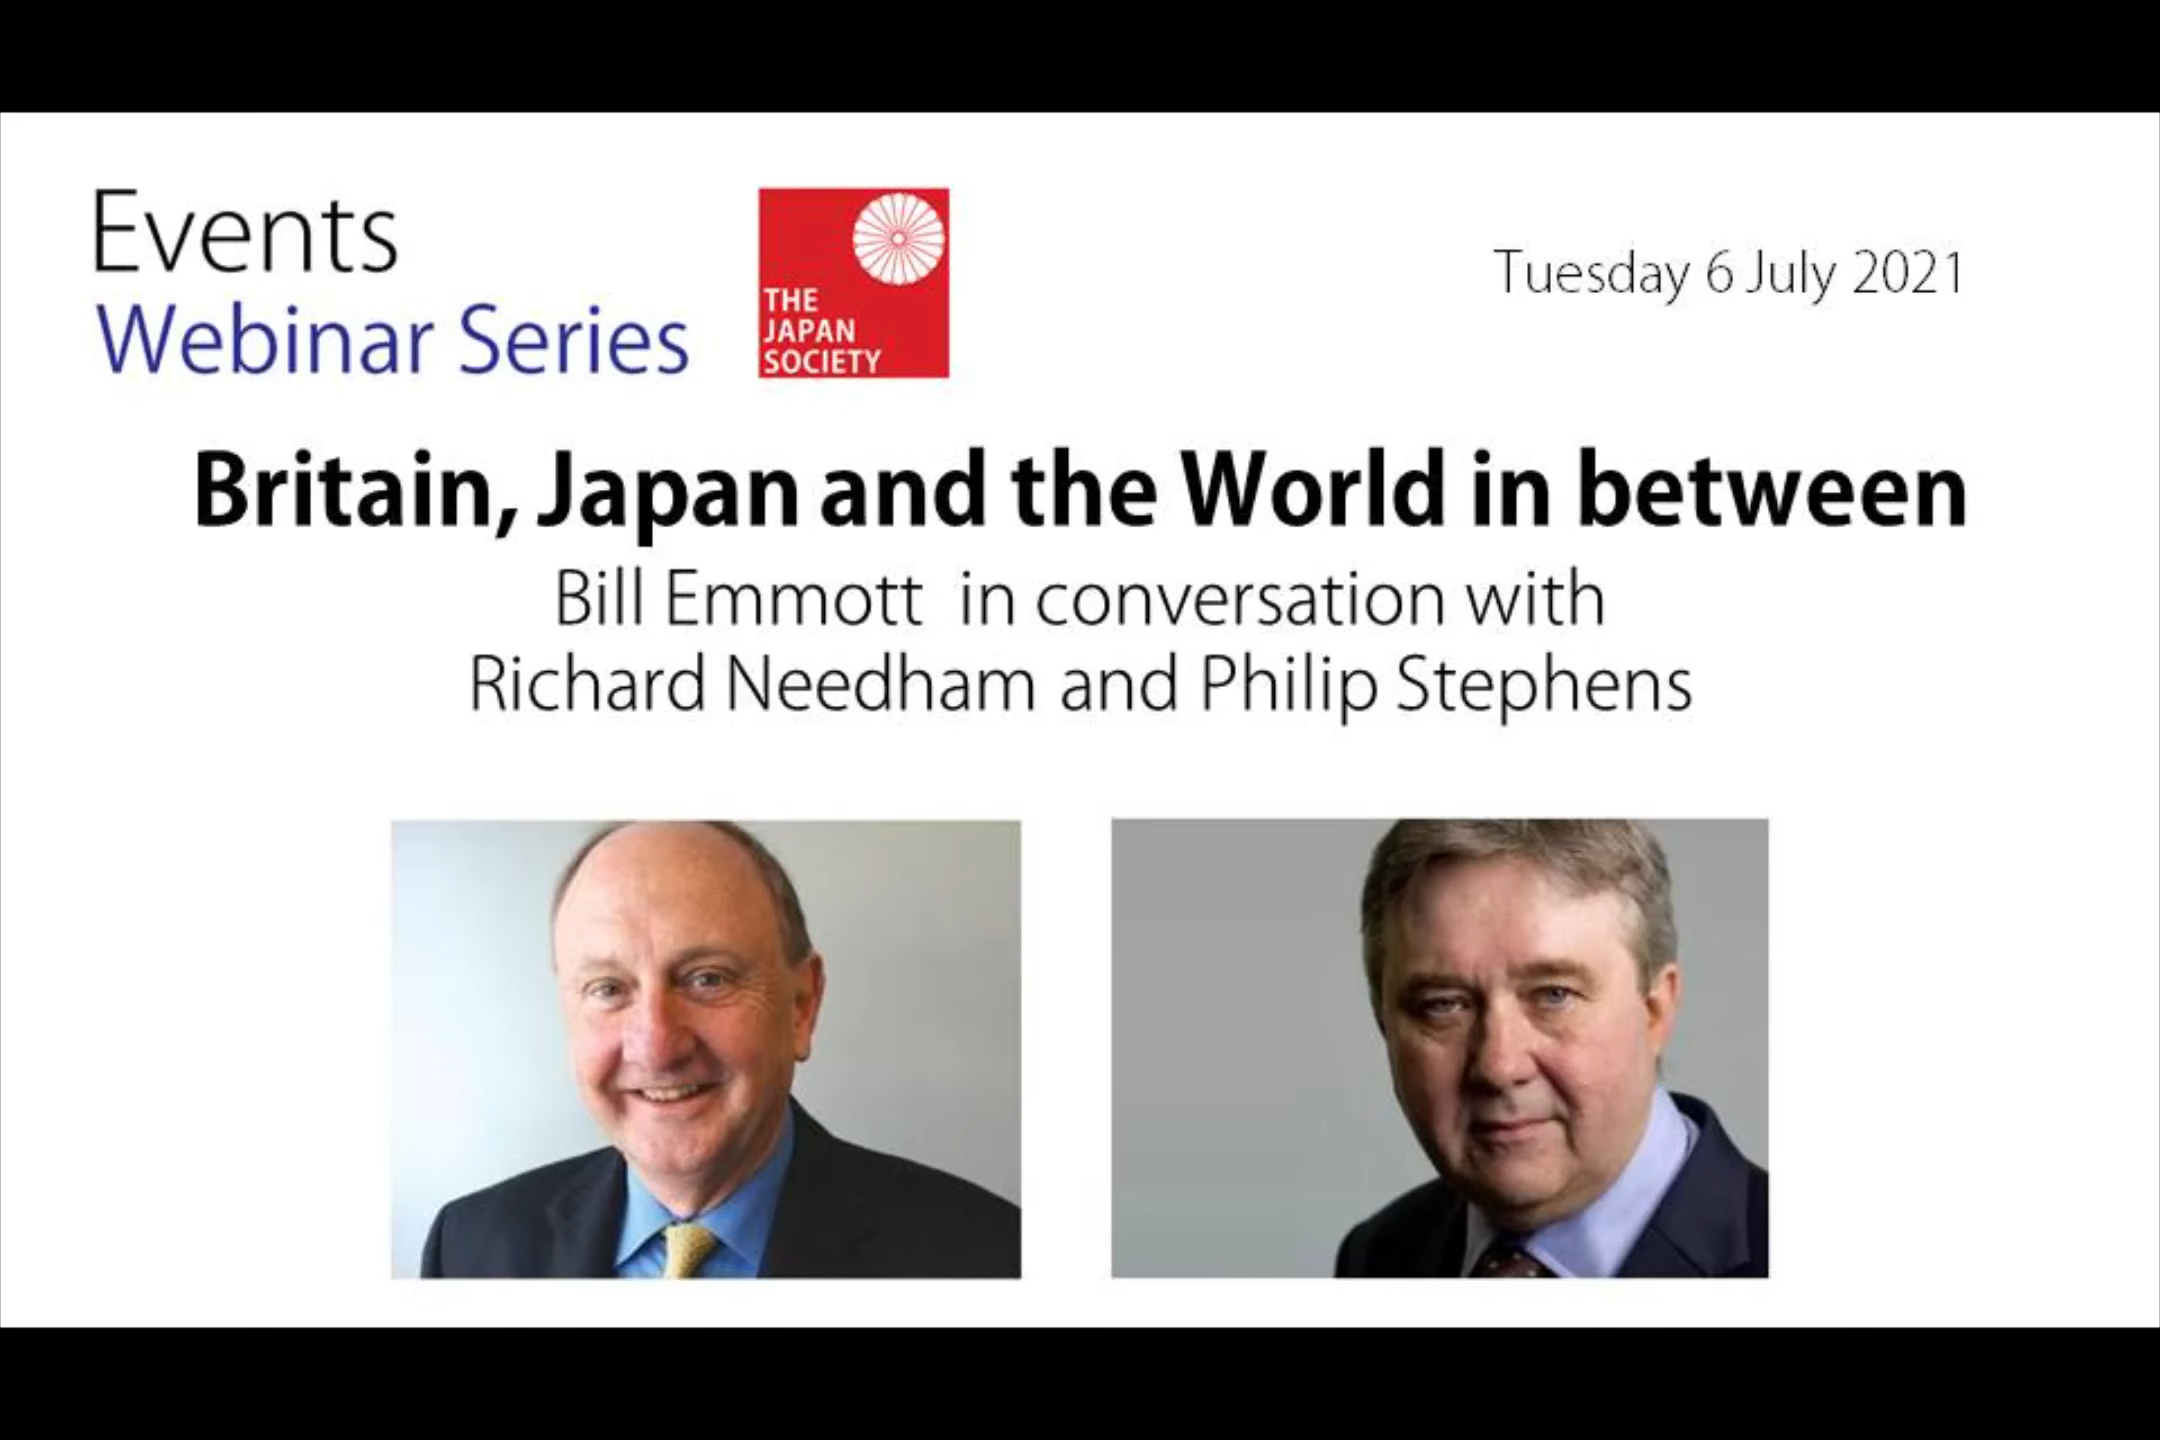 Events
Webinar Series
THE
JAPAN
SOCIETY
Tuesday 6 July 2021
Britain, Japan and the World in between
Bill Emmott in conversation with
Richard Needham and Philip Stephens